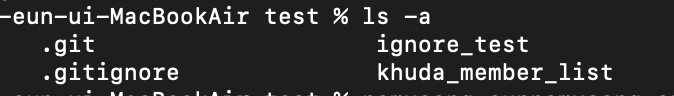 -eun-ui-MacBookAir test % ls -a
.git ignore_test
.gitignore khuda_member_list